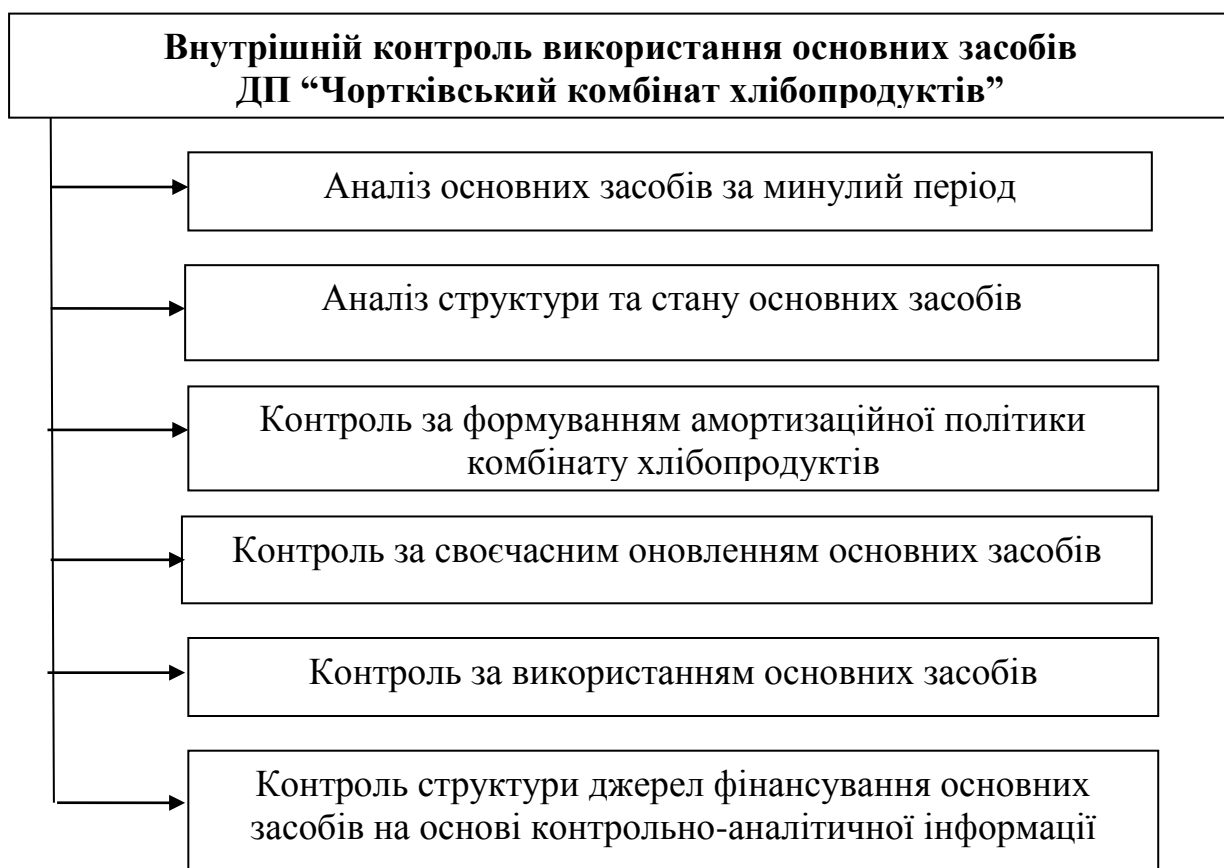 Внутрішній контроль використання основних засобів
ДП “Чортківський комбінат хлібопродуктів”
Аналіз основних засобів за минулий період
Аналіз структури та стану основних засобів
Контроль за формуванням амортизаційної політики
комбінату хлібопродуктів
Контроль за своєчасним оновленням основних засобів
Контроль за використанням основних засобів
Контроль структури джерел фінансування основних
засобів на основі контрольно-аналітичної інформації